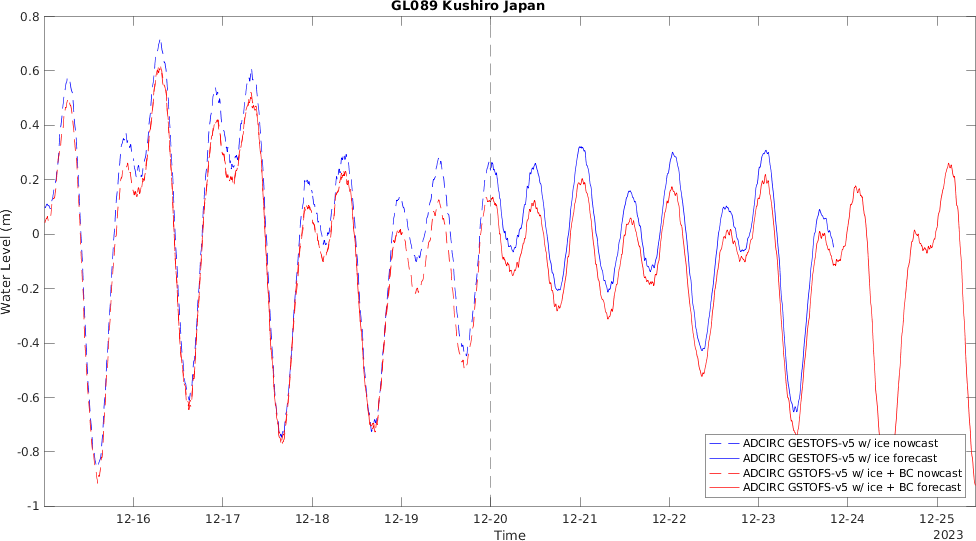 GL089 Kushiro Japan
0.8
0.6
0.4
0.2
0
-0.2
-0.4
-0.6
-0.8
-1
Water Level (m)
ADCIRC GESTOFS-v5 w/ ice nowcast
ADCIRC GESTOFS-v5 w/ ice forecast
ADCIRC GSTOFS-v5 w/ ice + BC nowcast
ADCIRC GSTOFS-v5 w/ ice + BC forecast
12-16 12-17 12-18 12-19 12-20 12-21 12-22 12-23 12-24 12-25
Time
2023